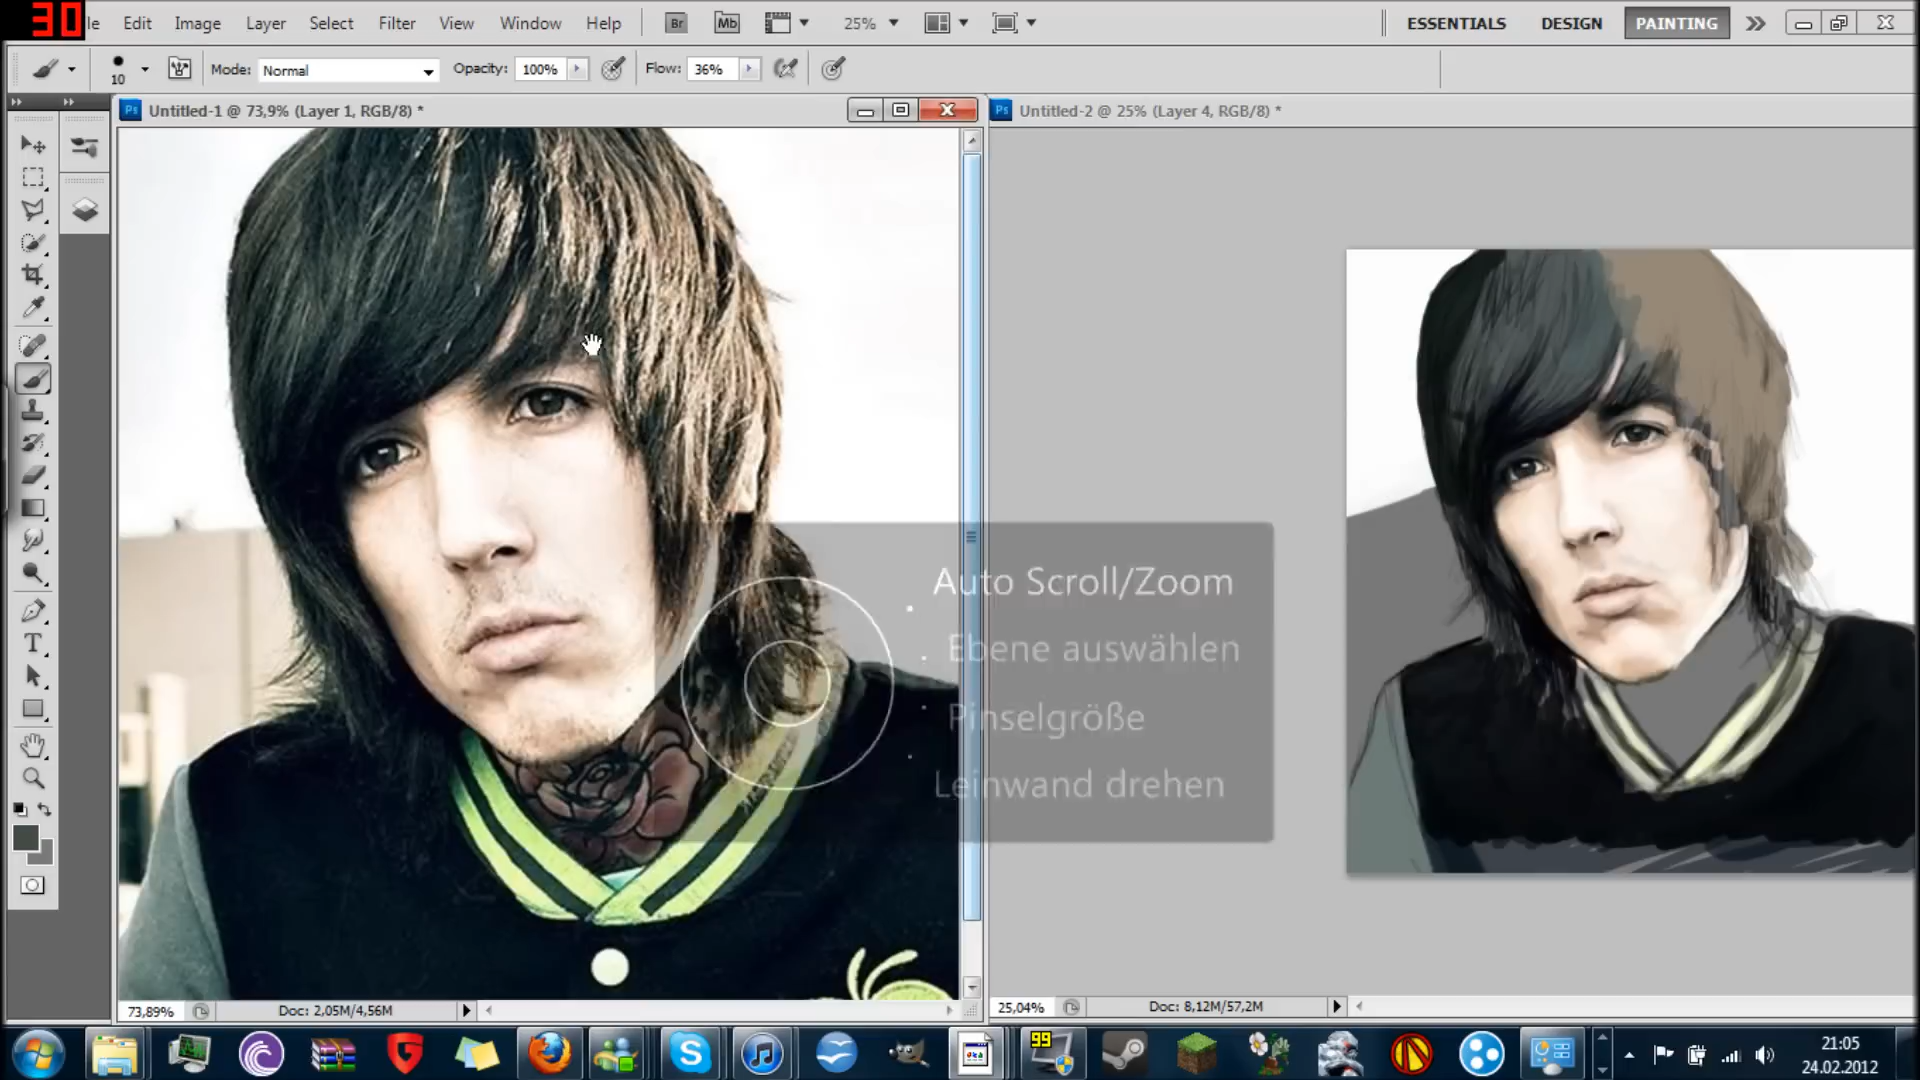 30
le Edit Image Layer Select Filter View Window Help Br Mb 25% ESSENTIALS DESIGN PAINTING
10 Mode: Normal Opacity: 100% Flow: 36%
Ps Untitled-1 @ 73,9% (Layer 1, RGB/8) *
Ps Untitled-2 @ 25% (Layer 4, RGB/8) *
T
Auto Scroll/Zoom
Ebene auswählen
Pinselgröße
Leinwand drehen
73,89% Doc: 2,05M/4,56M
25,04% Doc: 8,12M/57,2M
99
21:05
24.02.2012